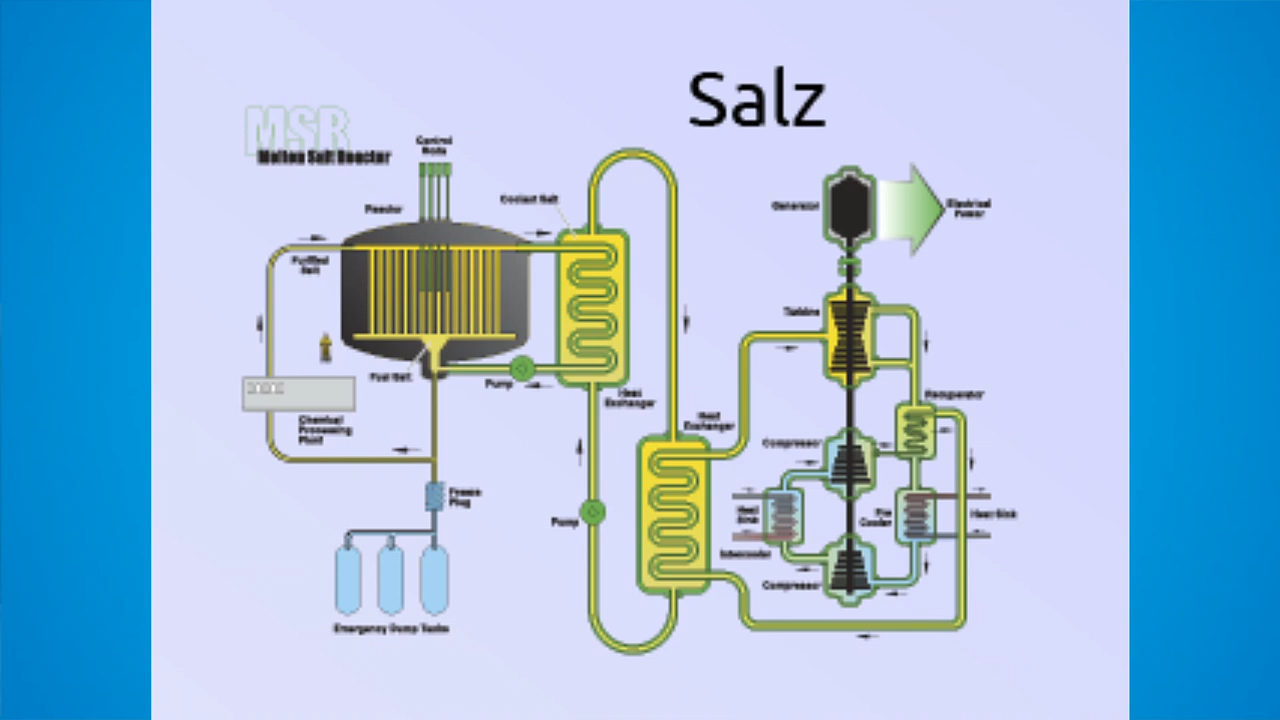 Salz
MSR
Molten Salt Reactor
Control
Rods
Reactor
Coolant Salt
Purified
Salt
Fuel Salt
Pump
Heat
Exchanger
Chemical
Processing
Plant
Freeze
Plug
Emergency Dump Tanks
Pump
Heat
Exchanger
Generator
Electrical
Power
Turbine
Recuperator
Compressor
Heat
Sink
Intercooler
Pre
Cooler
Heat Sink
Compressor